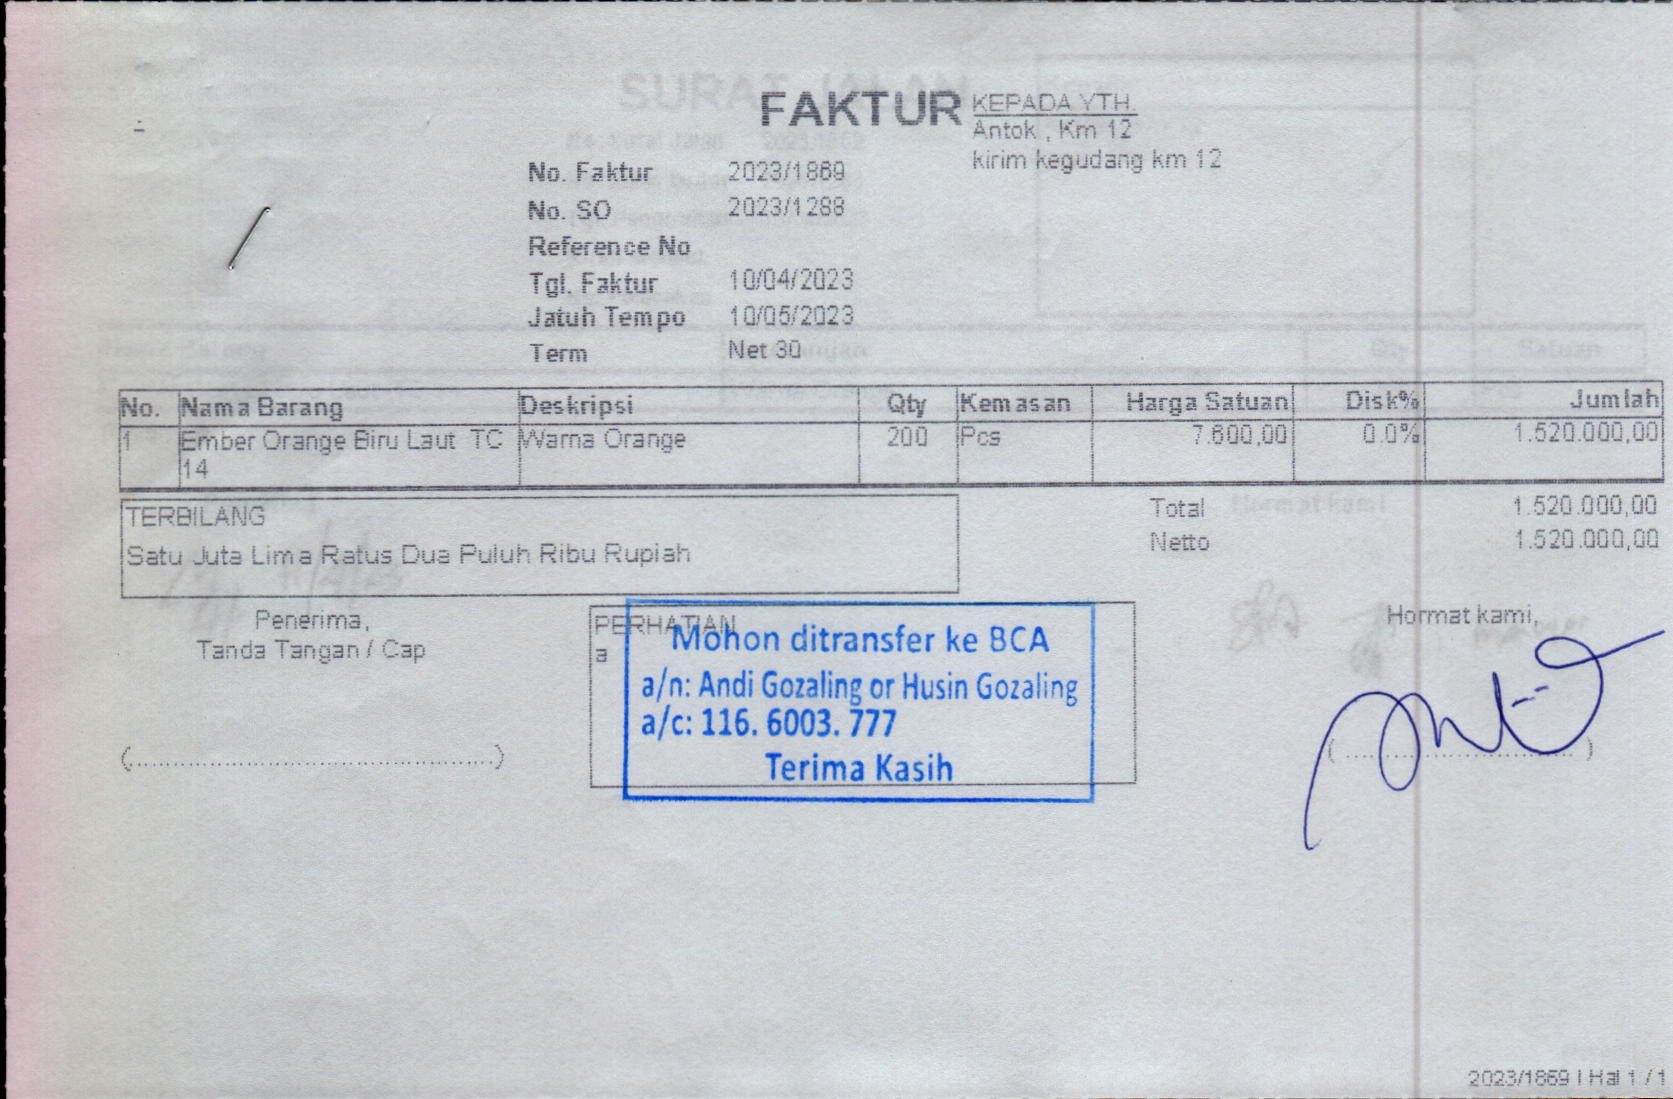 FAKTUR
KEPADA YTH.
Antok , Km 12
kirim kegudang km 12
No. Faktur 2023/1869
No. SO 2023/1288
Reference No
Tgl. Faktur 10/04/2023
Jatuh Tempo 10/05/2023
Term Net 30
No. Nama Barang Deskripsi Qty Kemasan Harga Satuan Disk% Jumlah
1 Ember Orange Biru Laut TC Warna Orange 200 Pcs 7.600,00 0.0% 1.520.000,00
14
TERBILANG
Satu Juta Lima Ratus Dua Puluh Ribu Rupiah
Total 1.520.000,00
Netto 1.520.000,00
Penerima,
Tanda Tangan / Cap
PERHATIAN
a
Mohon ditransfer ke BCA
a/n: Andi Gozaling or Husin Gozaling
a/c: 116. 6003. 777
Terima Kasih
Hormat kami,
(..............................................)
(..............................)
2023/1869 | Hal 1 / 1
SURAT JALAN